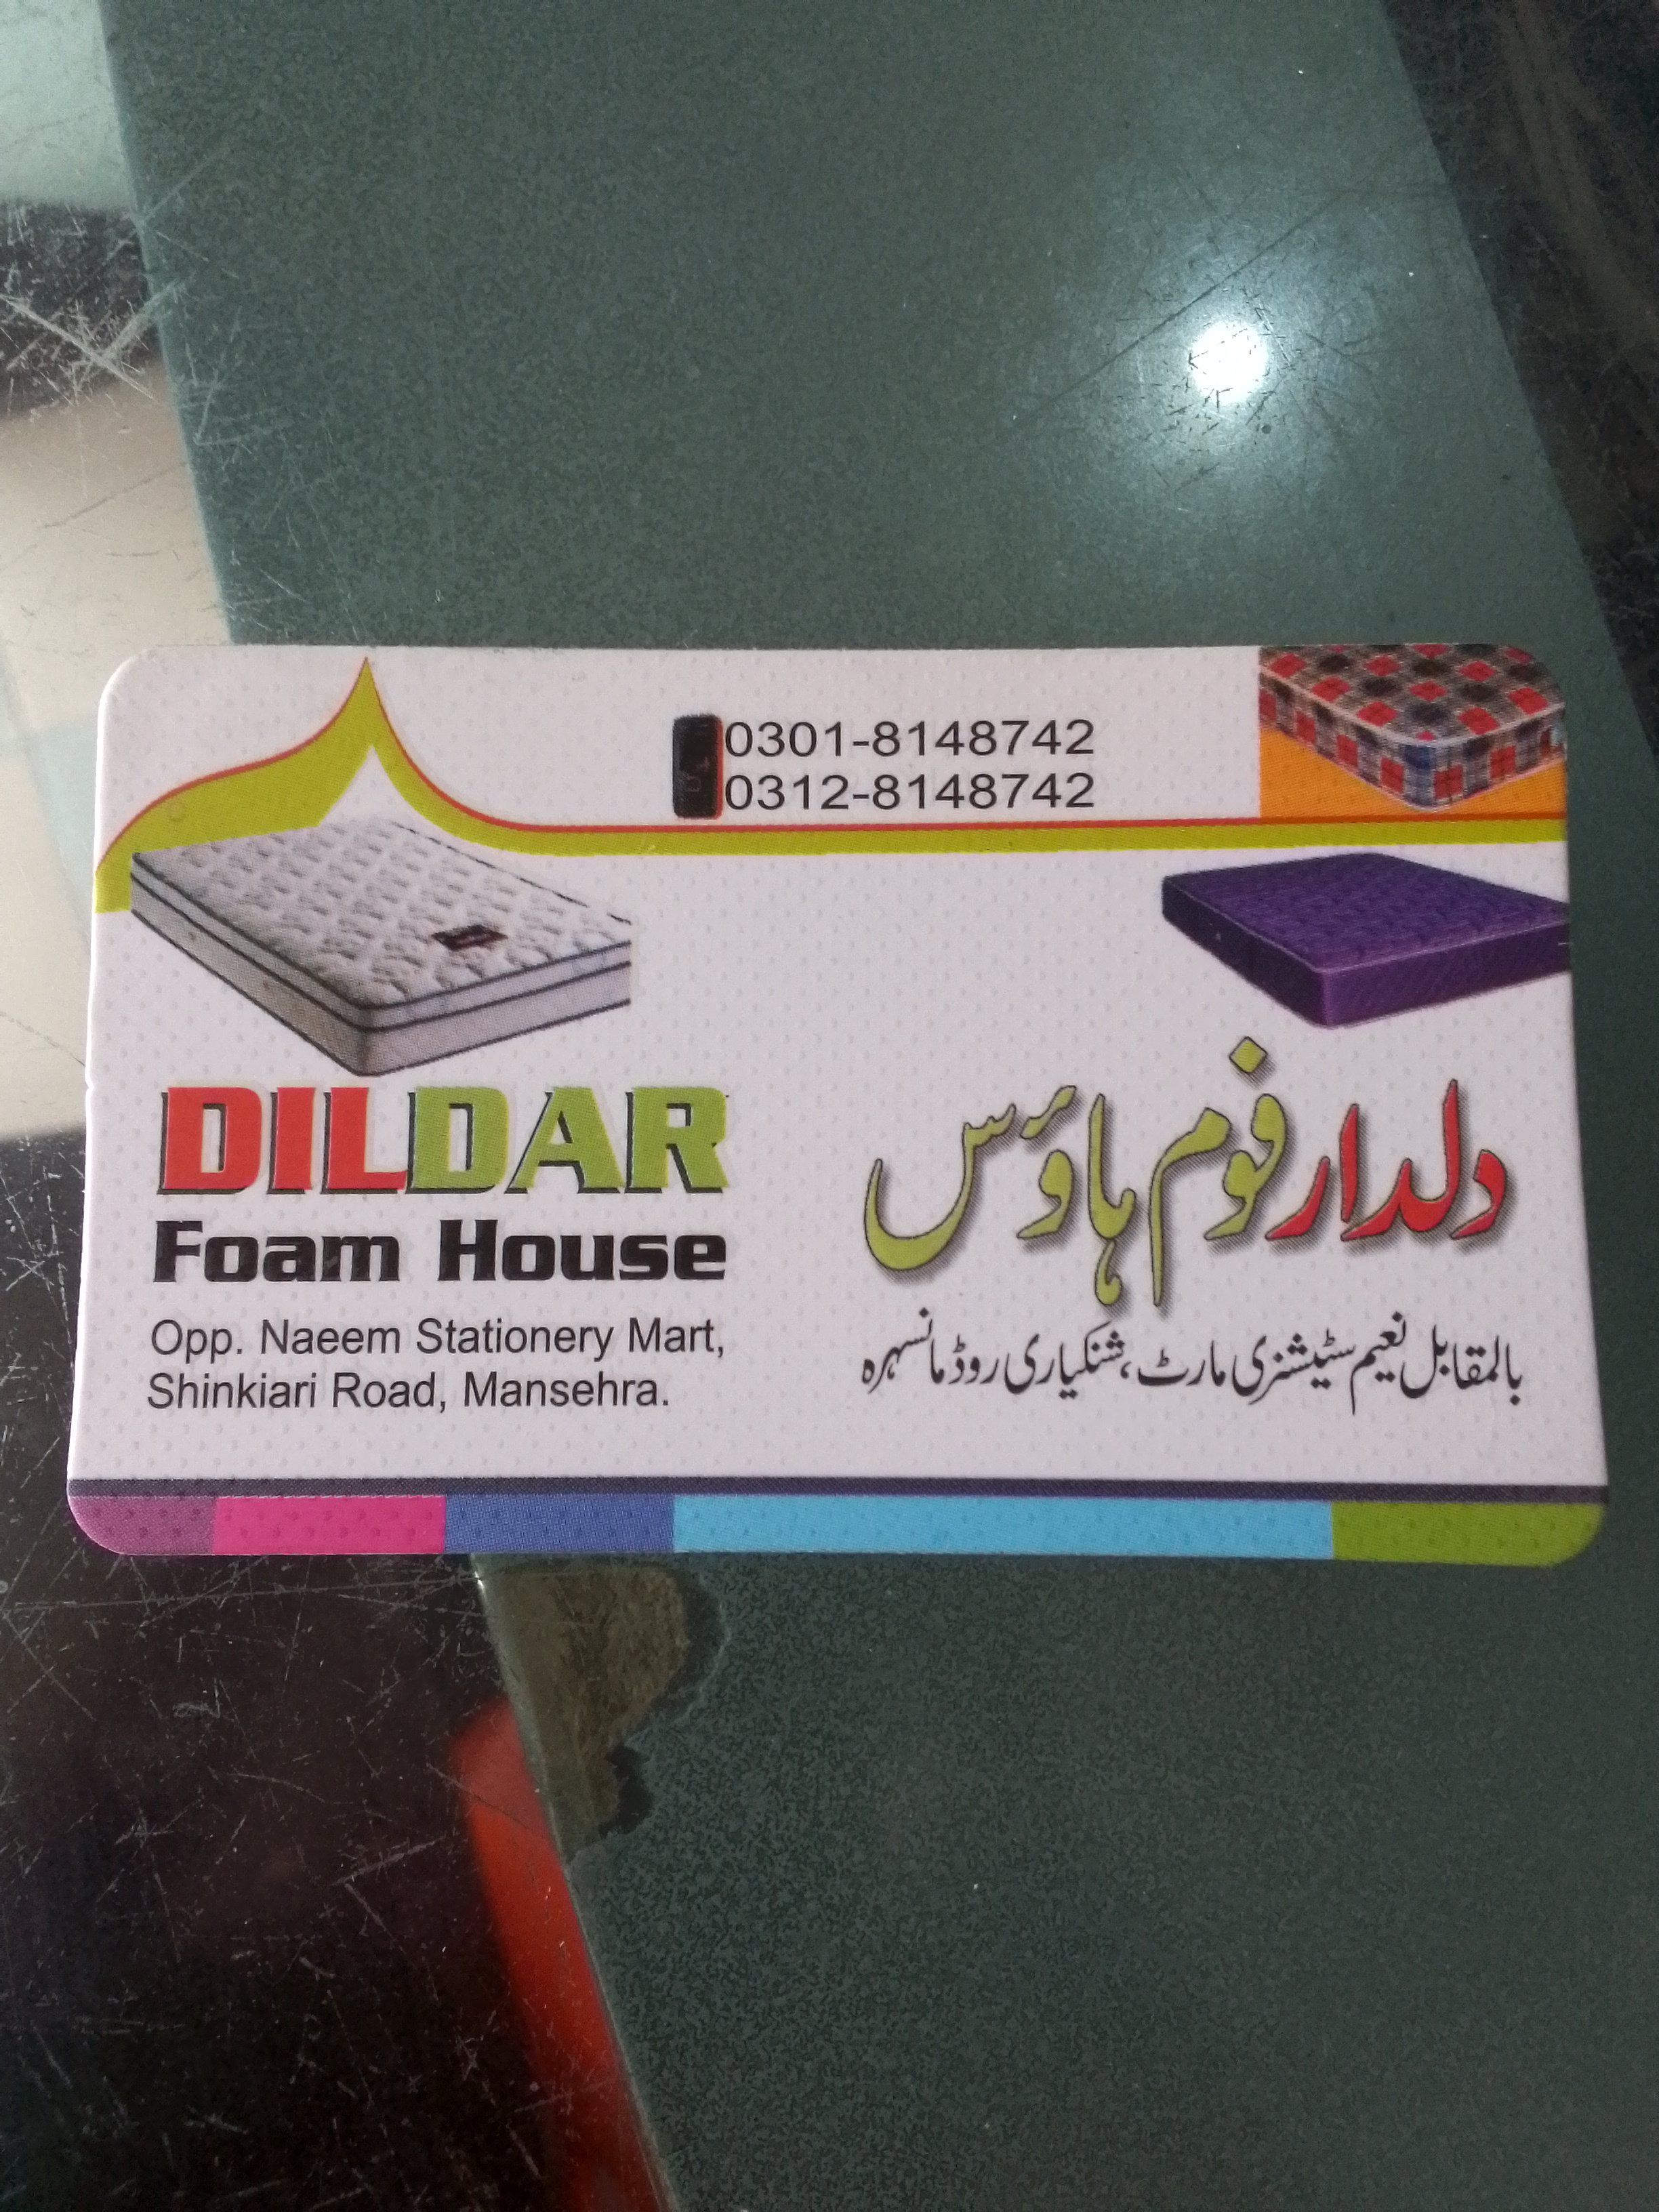 0301-8148742
0312-8148742
DILDAR
Foam House
Opp. Naeem Stationery Mart,
Shinkiari Road, Mansehra.
دلدار فوم ہاؤس
بالمقابل نعیم سٹیشنری مارٹ، شنکیاری روڈ مانسہرہ